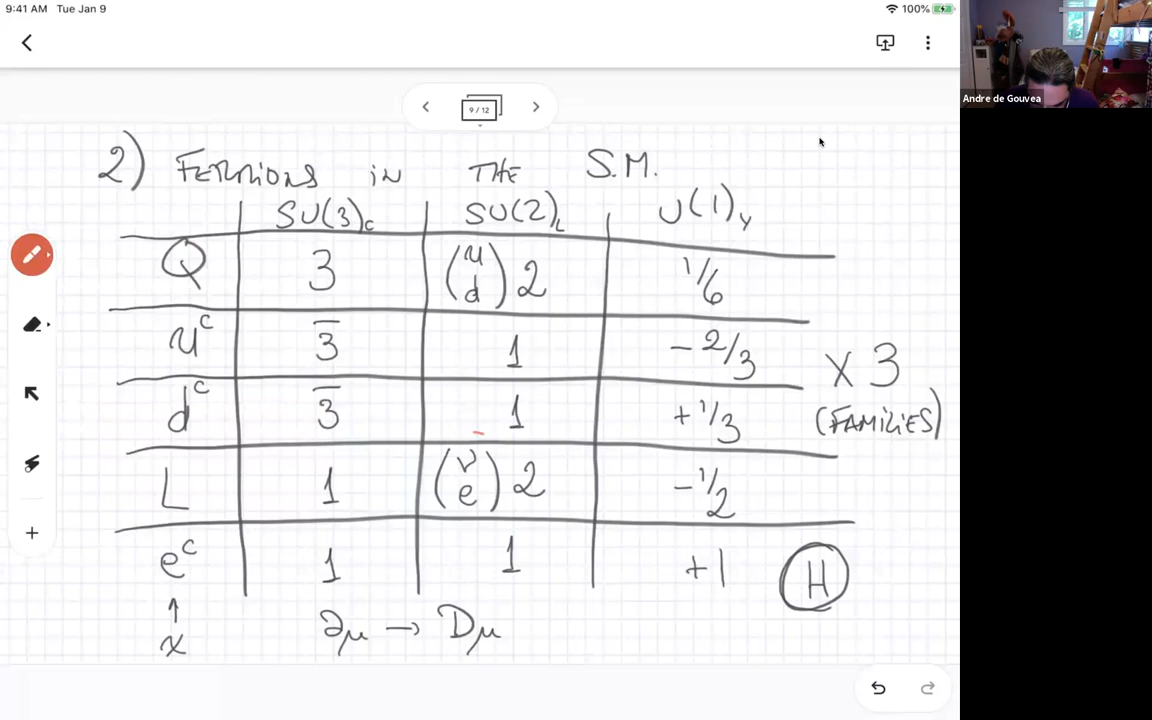 9:41 AM Tue Jan 9
100%
Andre de Gouvea
9 / 12
2) FERMIONS in THE S.M.
SU(3)c SU(2)L U(1)Y
Q 3 (u d) 2 1/6
u^c 3̅ 1 - 2/3
d^c 3̅ 1 + 1/3
X 3
(FAMILIES)
L 1 (ν e) 2 - 1/2
e^c 1 1 +1 H
↑
χ
∂μ → Dμ